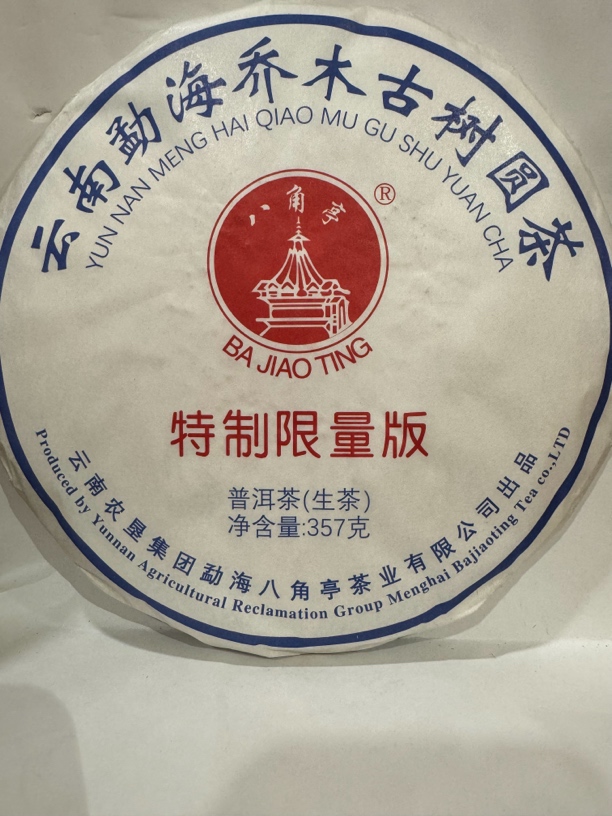 云南勐海乔木古树圆茶
YUN NAN MENG HAI QIAO MU GU SHU YUAN CHA
八角亭
®
BA JIAO TING
特制限量版
普洱茶(生茶)
净含量:357克
云南农垦集团勐海八角亭茶业有限公司出品
Produced by Yunnan Agricultural Reclamation Group Menghai Bajiaoting Tea co.,LTD